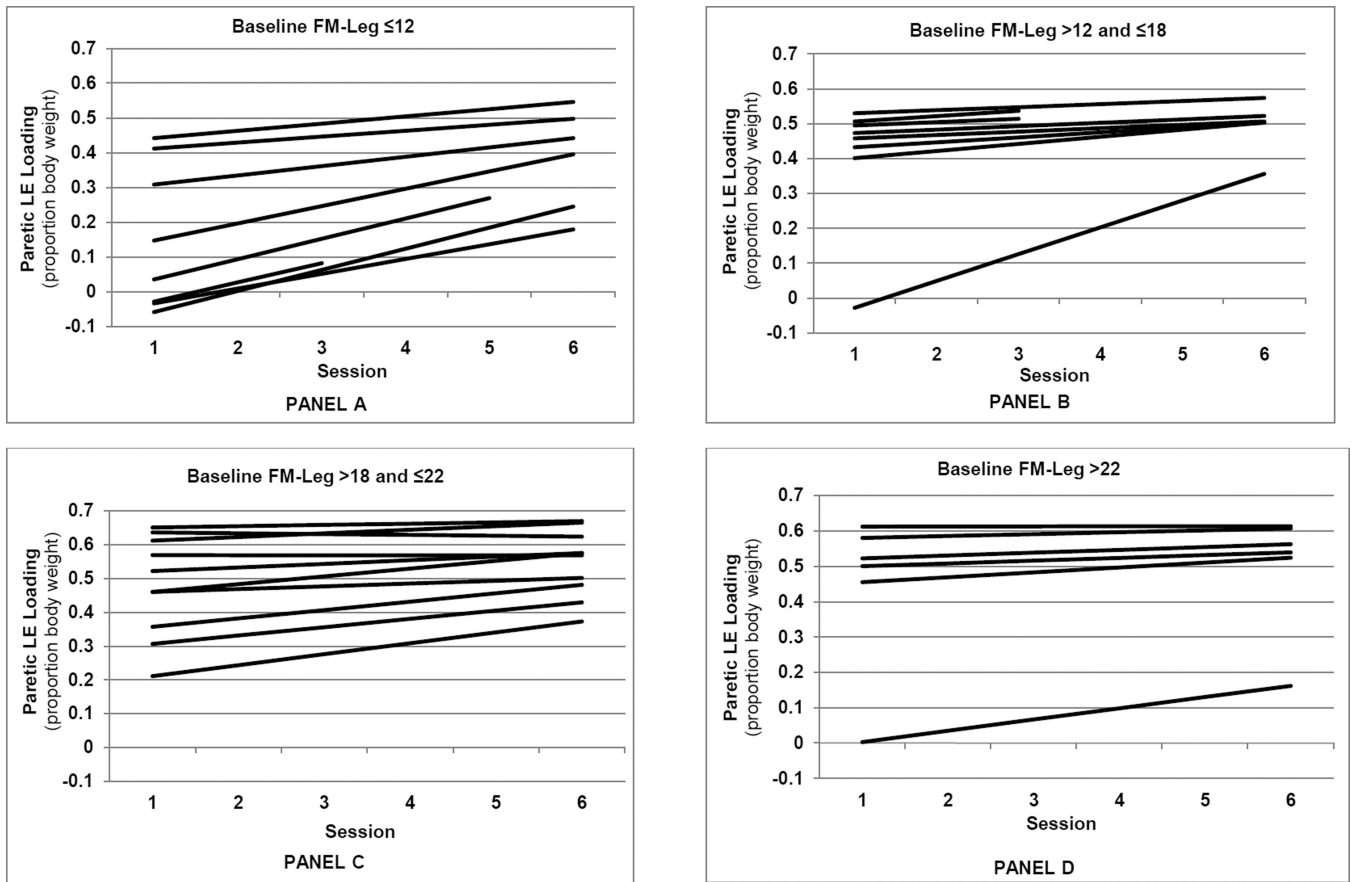 Baseline FM-Leg ≤12
Paretic LE Loading
(proportion body weight)
0.7
0.6
0.5
0.4
0.3
0.2
0.1
0
-0.1
1 2 3 4 5 6
Session
PANEL A
Baseline FM-Leg >12 and ≤18
Paretic LE Loading
(proportion body weight)
0.7
0.6
0.5
0.4
0.3
0.2
0.1
0
-0.1
1 2 3 4 5 6
Session
PANEL B
Baseline FM-Leg >18 and ≤22
Paretic LE Loading
(proportion body weight)
0.7
0.6
0.5
0.4
0.3
0.2
0.1
0
-0.1
1 2 3 4 5 6
Session
PANEL C
Baseline FM-Leg >22
Paretic LE Loading
(proportion body weight)
0.7
0.6
0.5
0.4
0.3
0.2
0.1
0
-0.1
1 2 3 4 5 6
Session
PANEL D